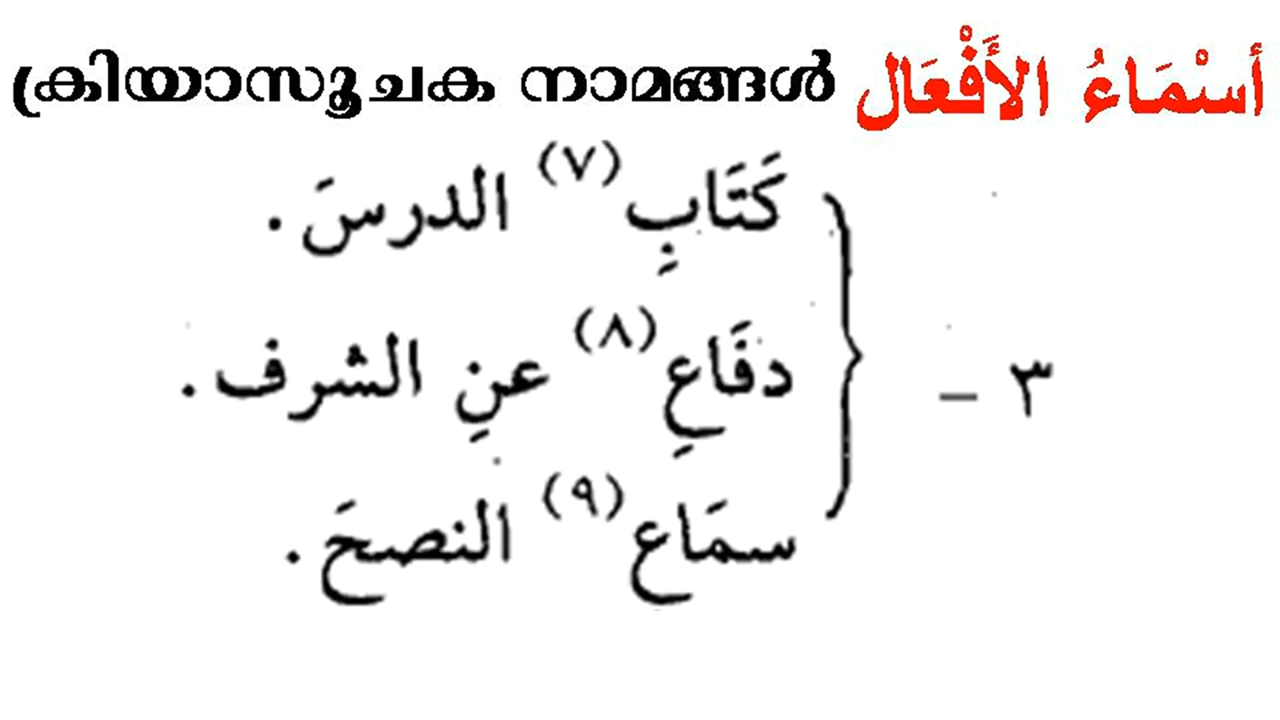 ക്രിയാസൂചക നാമങ്ങൾ أَسْمَاءُ الأَفْعَال
كَتَابِ(٧) الدرسَ .
٣ - دفَاعِ(٨) عنِ الشرف .
سمَاع(٩) النصحَ .